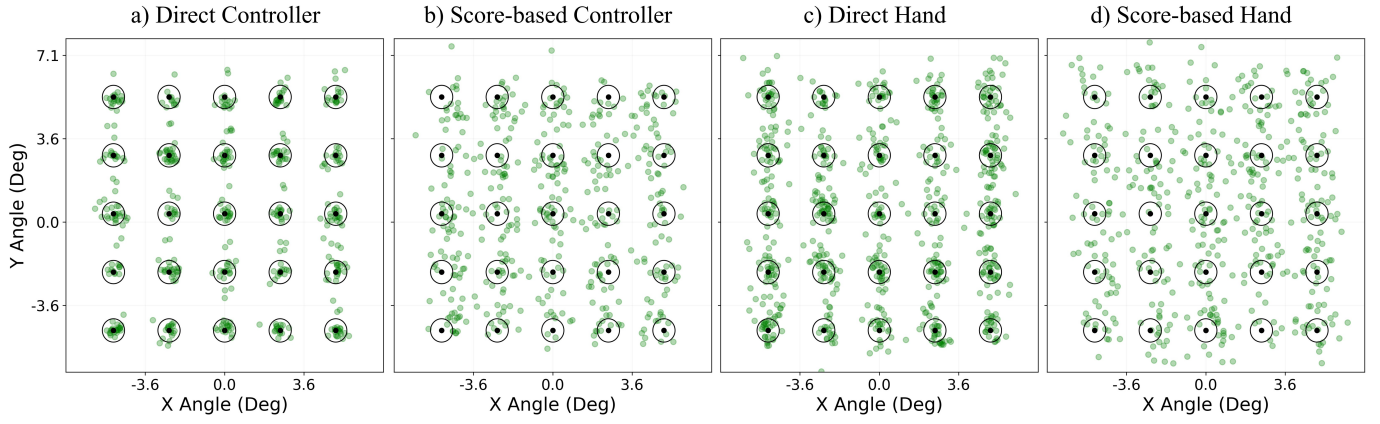 a) Direct Controller
b) Score-based Controller
c) Direct Hand
d) Score-based Hand
Y Angle (Deg)
7.1
3.6
0.0
-3.6
-3.6 0.0 3.6
-3.6 0.0 3.6
-3.6 0.0 3.6
-3.6 0.0 3.6
X Angle (Deg)
X Angle (Deg)
X Angle (Deg)
X Angle (Deg)